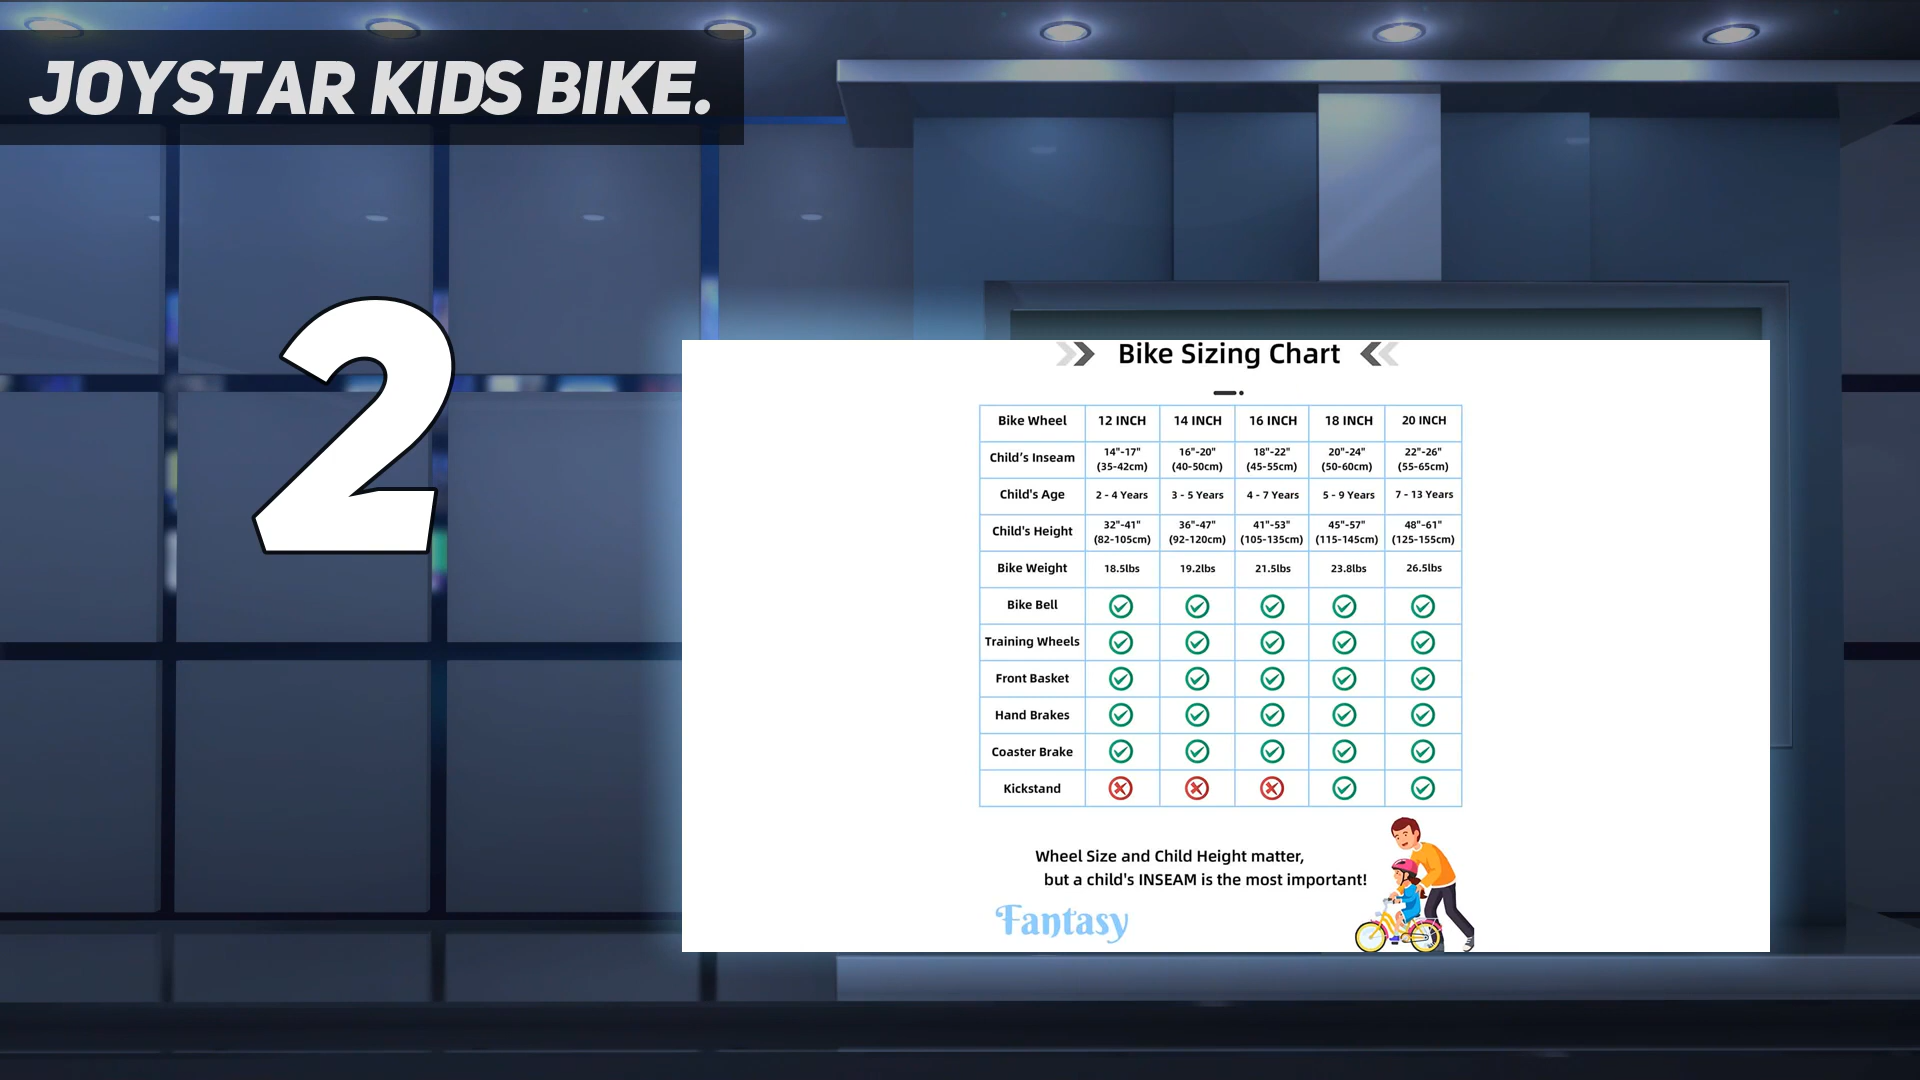 JOYSTAR KIDS BIKE.
2
Bike Sizing Chart
Bike Wheel 12 INCH 14 INCH 16 INCH 18 INCH 20 INCH
Child's Inseam 14"-17" (35-42cm) 16"-20" (40-50cm) 18"-22" (45-55cm) 20"-24" (50-60cm) 22"-26" (55-65cm)
Child's Age 2 - 4 Years 3 - 5 Years 4 - 7 Years 5 - 9 Years 7 - 13 Years
Child's Height 32"-41" (82-105cm) 36"-47" (92-120cm) 41"-53" (105-135cm) 45"-57" (115-145cm) 48"-61" (125-155cm)
Bike Weight 18.5lbs 19.2lbs 21.5lbs 23.8lbs 26.5lbs
Bike Bell
Training Wheels
Front Basket
Hand Brakes
Coaster Brake
Kickstand
Wheel Size and Child Height matter,
but a child's INSEAM is the most important!
Fantasy